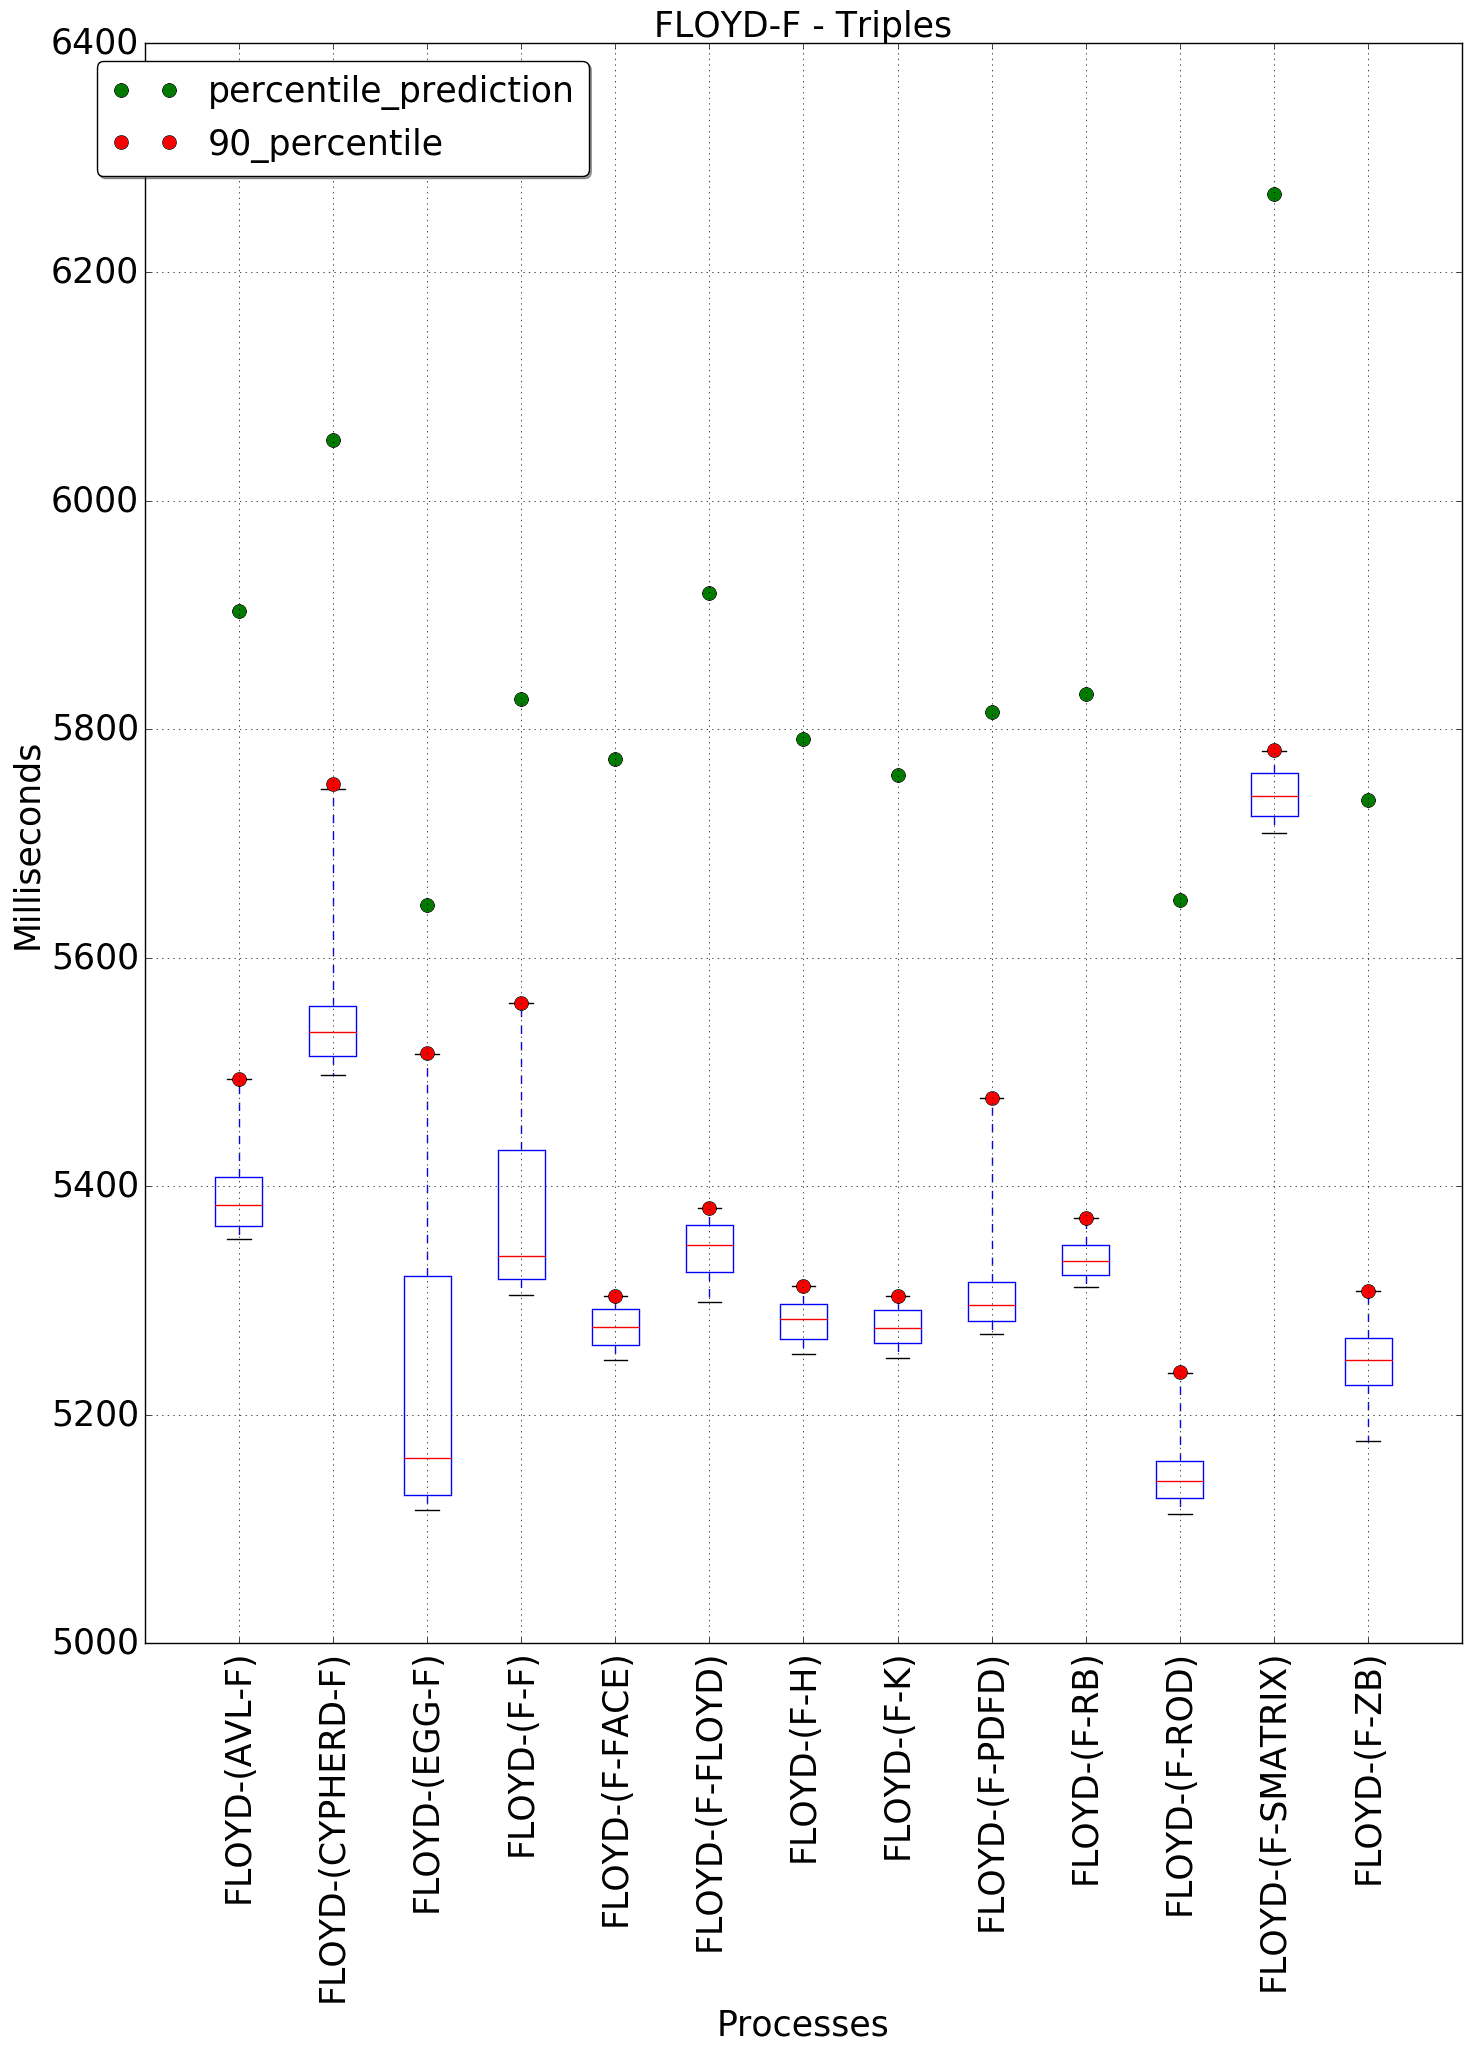 FLOYD-F - Triples
percentile_prediction
90_percentile
6400
6200
6000
5800
5600
5400
5200
5000
Milliseconds
FLOYD-(AVL-F)
FLOYD-(CYPHERD-F)
FLOYD-(EGG-F)
FLOYD-(F-F)
FLOYD-(F-FACE)
FLOYD-(F-FLOYD)
FLOYD-(F-H)
FLOYD-(F-K)
FLOYD-(F-PDFD)
FLOYD-(F-RB)
FLOYD-(F-ROD)
FLOYD-(F-SMATRIX)
FLOYD-(F-ZB)
Processes